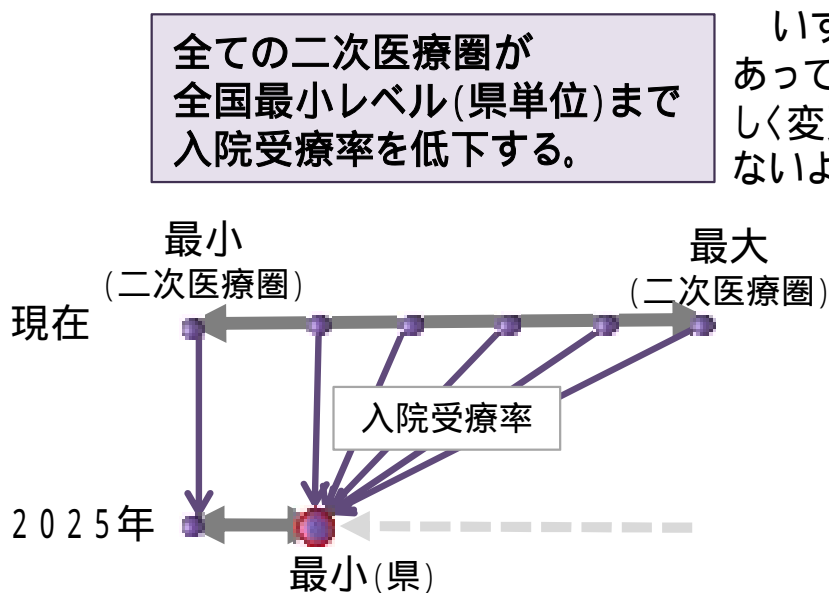 全ての二次医療圏が
全国最小レベル(県単位)まで
入院受療率を低下する。
いず
あって
しく変
ないよ
最小
(二次医療圏)
最大
(二次医療圏)
現在
入院受療率
2025年
最小(県)